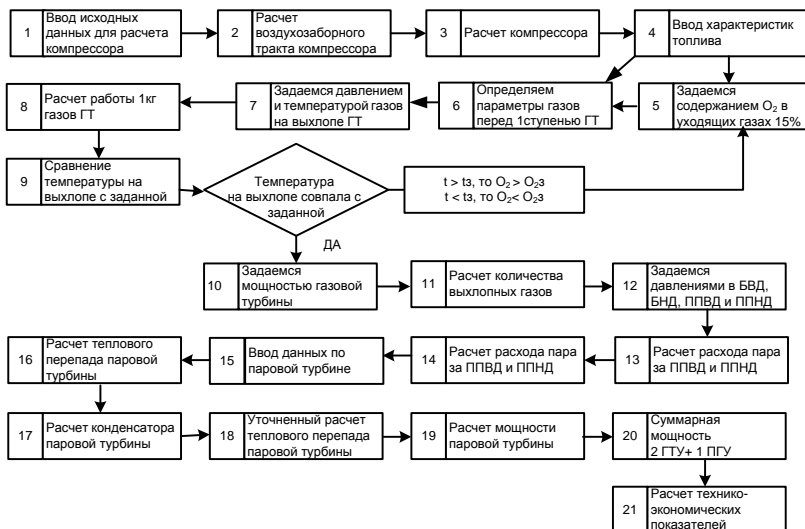 1
Ввод исходных
данных для расчета
компрессора
2
Расчет
воздухозаборного
тракта компрессора
3
Расчет компрессора
4
Ввод характеристик
топлива
5
Задаемся
содержанием O₂ в
уходящих газах 15%
6
Определяем
параметры газов
перед 1ступенью ГТ
7
Задаемся давлением
и температурой газов
на выхлопе ГТ
8
Расчет работы 1кг
газов ГТ
9
Сравнение
температуры на
выхлопе с заданной
Температура
на выхлопе совпала с
заданной
t > tз, то O₂ > O₂з
t < tз, то O₂< O₂з
ДА
10
Задаемся
мощностью газовой
турбины
11
Расчет количества
выхлопных газов
12
Задаемся
давлениями в БВД,
БНД, ППВД и ППНД
13
Расчет расхода пара
за ППВД и ППНД
14
Расчет расхода пара
за ППВД и ППНД
15
Ввод данных по
паровой турбине
16
Расчет теплового
перепада паровой
турбины
17
Расчет конденсатора
паровой турбины
18
Уточненный расчет
теплового перепада
паровой турбины
19
Расчет мощности
паровой турбины
20
Суммарная
мощность
2 ГТУ+ 1 ПГУ
21
Расчет технико-
экономических
показателей